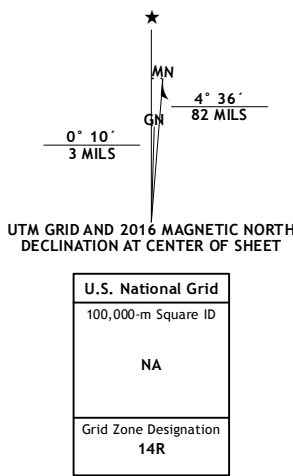 ★
MN
4° 36´
82 MILS
GN
0° 10´
3 MILS
UTM GRID AND 2016 MAGNETIC NORTH
DECLINATION AT CENTER OF SHEET
U.S. National Grid
100,000-m Square ID
NA
Grid Zone Designation
14R